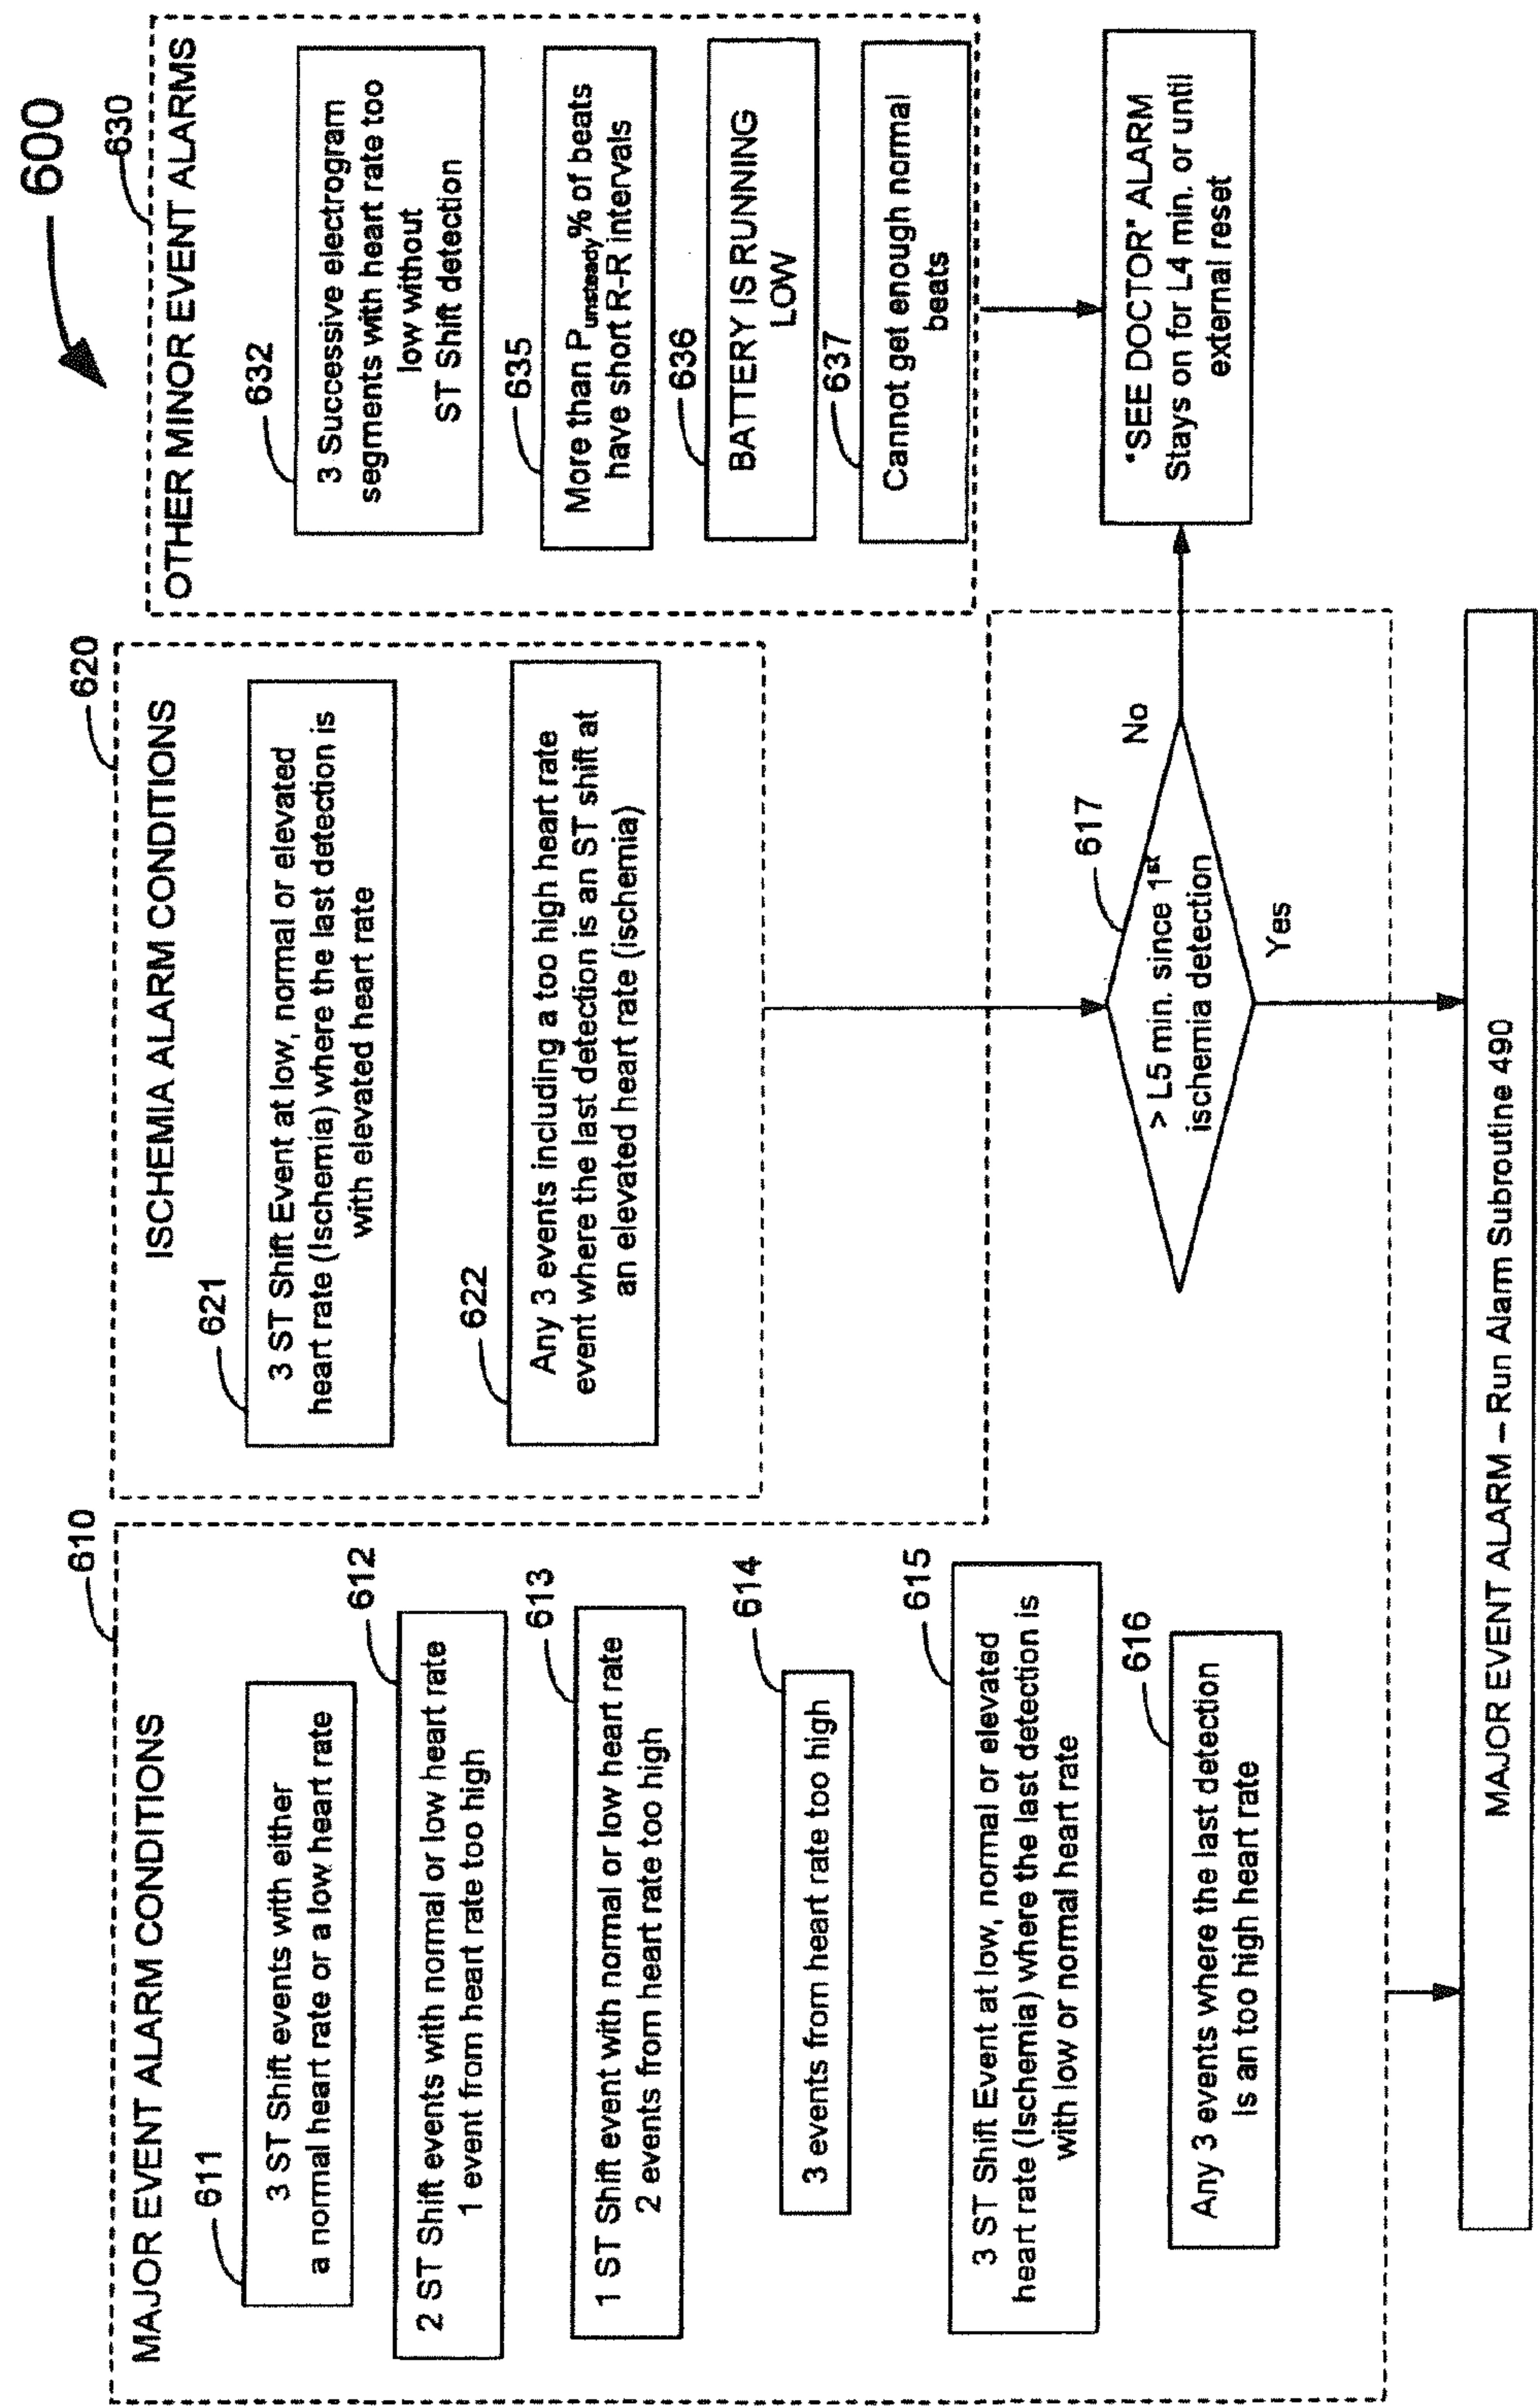 600
610
MAJOR EVENT ALARM CONDITIONS
611
3 ST Shift events with either
a normal heart rate or a low heart rate
612
2 ST Shift events with normal or low heart rate
1 event from heart rate too high
613
1 ST Shift event with normal or low heart rate
2 events from heart rate too high
614
3 events from heart rate too high
615
3 ST Shift Event at low, normal or elevated
heart rate (Ischemia) where the last detection is
with low or normal heart rate
616
Any 3 events where the last detection
is an too high heart rate
620
ISCHEMIA ALARM CONDITIONS
621
3 ST Shift Event at low, normal or elevated
heart rate (Ischemia) where the last detection is
with elevated heart rate
622
Any 3 events including a too high heart rate
event where the last detection is an ST shift at
an elevated heart rate (ischemia)
617
> L5 min. since 1st
ischemia detection
No
Yes
630
OTHER MINOR EVENT ALARMS
632
3 Successive electrogram
segments with heart rate too
low without
ST Shift detection
635
More than Punsteady% of beats
have short R-R intervals
636
BATTERY IS RUNNING
LOW
637
Cannot get enough normal
beats
"SEE DOCTOR" ALARM
Stays on for L4 min. or until
external reset
MAJOR EVENT ALARM – Run Alarm Subroutine 490